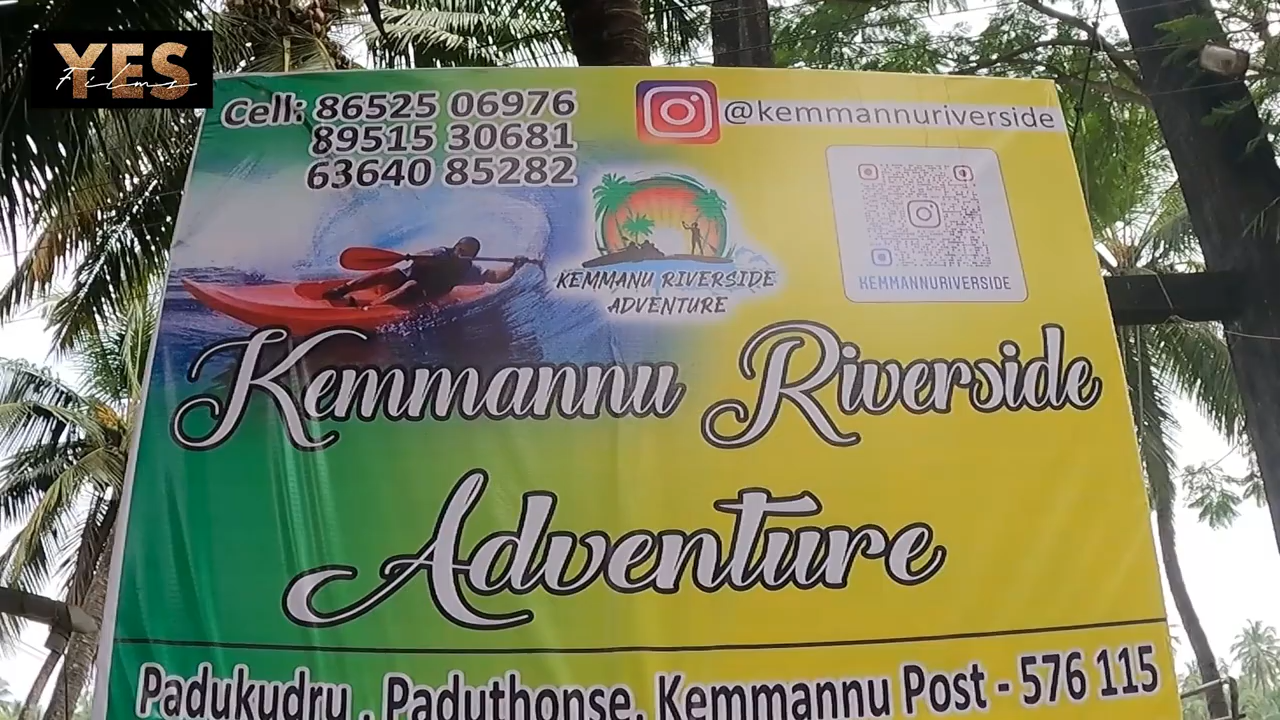 YES
Films
Cell: 86525 06976
89515 30681
63640 85282
@kemmannuriverside
KEMMANU RIVERSIDE
ADVENTURE
KEMMANNURIVERSIDE
Kemmannu Riverside
Adventure
Padukudru , Paduthonse, Kemmannu Post - 576 115